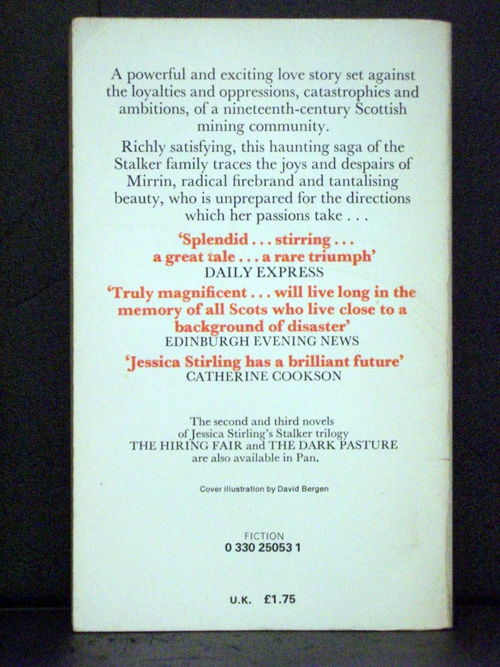 A powerful and exciting love story set against
the loyalties and oppressions, catastrophies and
ambitions, of a nineteenth-century Scottish
mining community.
Richly satisfying, this haunting saga of the
Stalker family traces the joys and despairs of
Mirrin, radical firebrand and tantalising
beauty, who is unprepared for the directions
which her passions take . . .
‘Splendid . . . stirring . . .
a great tale . . . a rare triumph’
DAILY EXPRESS
‘Truly magnificent . . . will live long in the
memory of all Scots who live close to a
background of disaster’
EDINBURGH EVENING NEWS
‘Jessica Stirling has a brilliant future’
CATHERINE COOKSON
The second and third novels
of Jessica Stirling's Stalker trilogy
THE HIRING FAIR and THE DARK PASTURE
are also available in Pan.
Cover illustration by David Bergen
FICTION
0 330 25053 1
U.K. £1.75